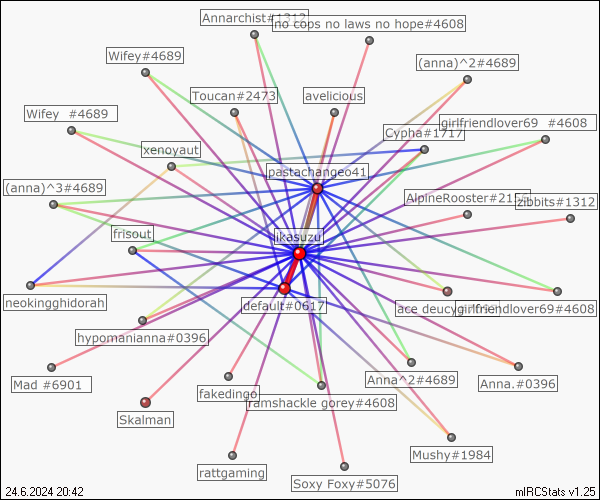 Annarchist#1312
no cops no laws no hope#4608
Wifey#4689
(anna)^2#4689
Toucan#2473
avelicious
Wifey #4689
girlfriendlover69 #4608
Cypha#1717
xenoyaut
pastachangeo41
(anna)^3#4689
AlpineRooster#215
zibbits#1312
frisout
ikasuzu
neokingghidorah
default#0617
ace deucy
girlfriendlover69#4608
hypomanianna#0396
Mad #6901
Anna^2#4689
Anna.#0396
fakedingo
ramshackle gorey#4608
Skalman
Mushy#1984
rattgaming
Soxy Foxy#5076
24.6.2024 20:42
mIRCStats v1.25